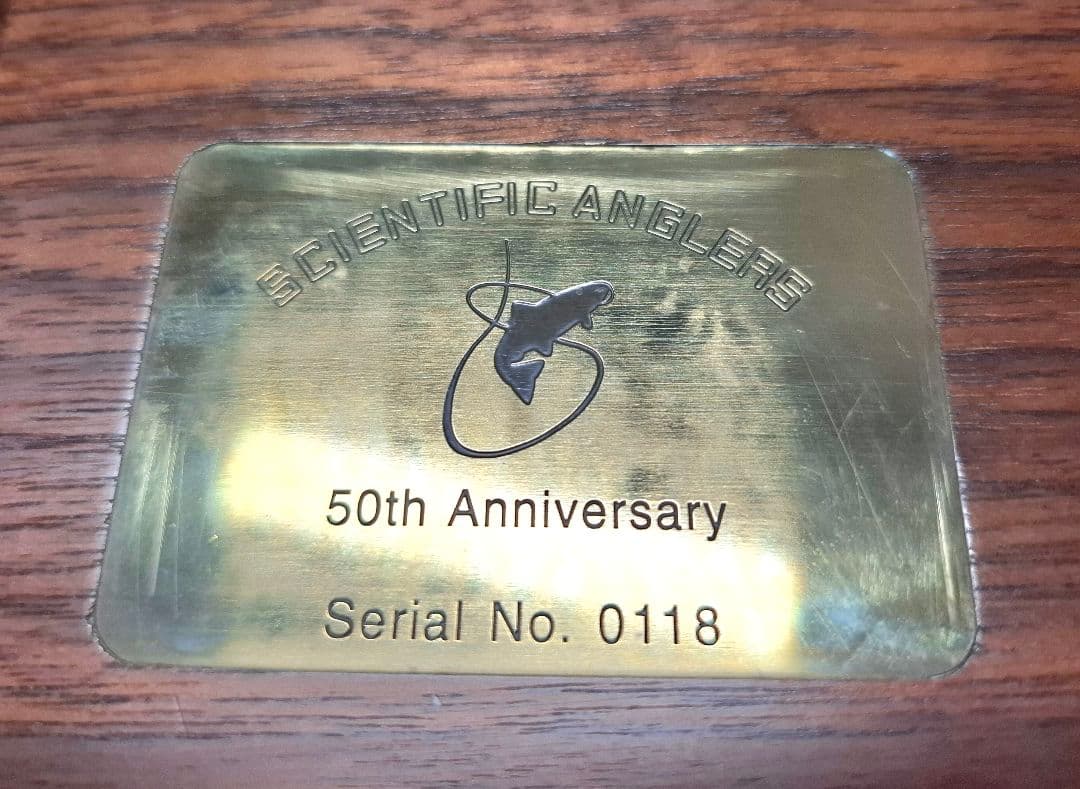 SCIENTIFIC ANGLERS
50th Anniversary
Serial No. 0118